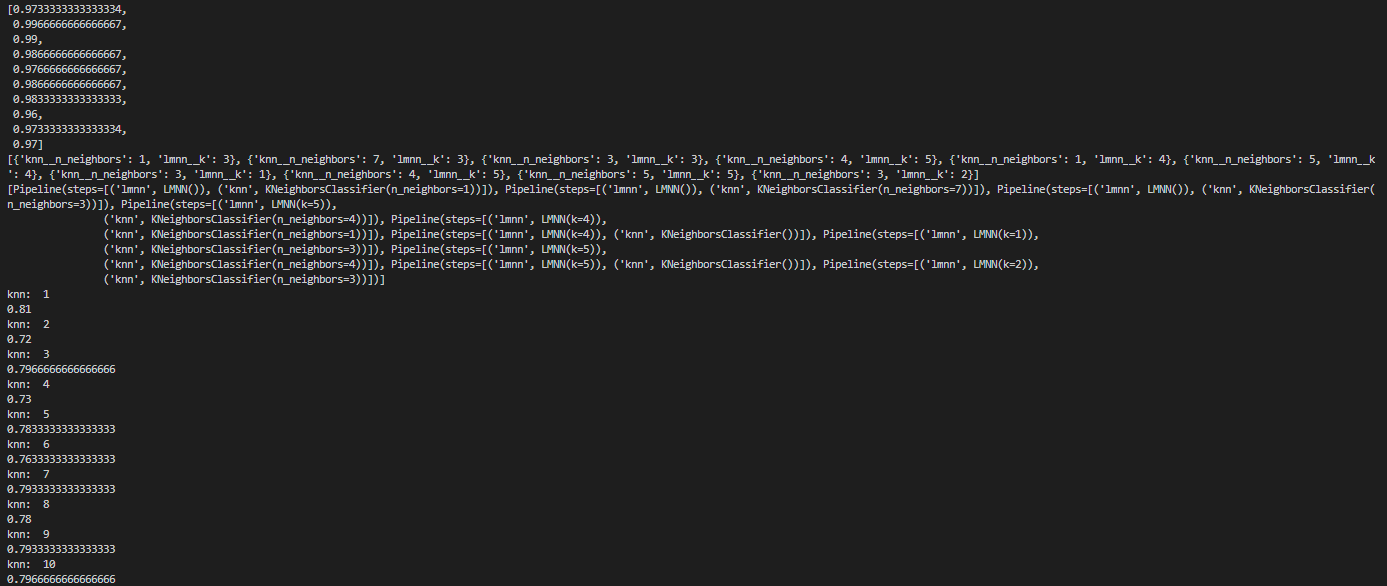 [0.9733333333333334,
0.9966666666666667,
0.99,
0.9866666666666667,
0.9766666666666667,
0.9866666666666667,
0.9833333333333333,
0.96,
0.9733333333333334,
0.97]
[{'knn__n_neighbors': 1, 'lmnn__k': 3}, {'knn__n_neighbors': 7, 'lmnn__k': 3}, {'knn__n_neighbors': 3, 'lmnn__k': 3}, {'knn__n_neighbors': 4, 'lmnn__k': 5}, {'knn__n_neighbors': 1, 'lmnn__k': 4}, {'knn__n_neighbors': 5, 'lmnn__k
': 4}, {'knn__n_neighbors': 3, 'lmnn__k': 1}, {'knn__n_neighbors': 4, 'lmnn__k': 5}, {'knn__n_neighbors': 5, 'lmnn__k': 5}, {'knn__n_neighbors': 3, 'lmnn__k': 2}]
[Pipeline(steps=[('lmnn', LMNN()), ('knn', KNeighborsClassifier(n_neighbors=1))]), Pipeline(steps=[('lmnn', LMNN()), ('knn', KNeighborsClassifier(n_neighbors=7))]), Pipeline(steps=[('lmnn', LMNN()), ('knn', KNeighborsClassifier(
n_neighbors=3))]), Pipeline(steps=[('lmnn', LMNN(k=5)),
('knn', KNeighborsClassifier(n_neighbors=4))]), Pipeline(steps=[('lmnn', LMNN(k=4)),
('knn', KNeighborsClassifier(n_neighbors=1))]), Pipeline(steps=[('lmnn', LMNN(k=4)), ('knn', KNeighborsClassifier())]), Pipeline(steps=[('lmnn', LMNN(k=1)),
('knn', KNeighborsClassifier(n_neighbors=3))]), Pipeline(steps=[('lmnn', LMNN(k=5)),
('knn', KNeighborsClassifier(n_neighbors=4))]), Pipeline(steps=[('lmnn', LMNN(k=5)), ('knn', KNeighborsClassifier())]), Pipeline(steps=[('lmnn', LMNN(k=2)),
('knn', KNeighborsClassifier(n_neighbors=3))])]
knn:  1
0.81
knn:  2
0.72
knn:  3
0.7966666666666666
knn:  4
0.73
knn:  5
0.7833333333333333
knn:  6
0.7633333333333333
knn:  7
0.7933333333333333
knn:  8
0.78
knn:  9
0.7933333333333333
knn:  10
0.7966666666666666